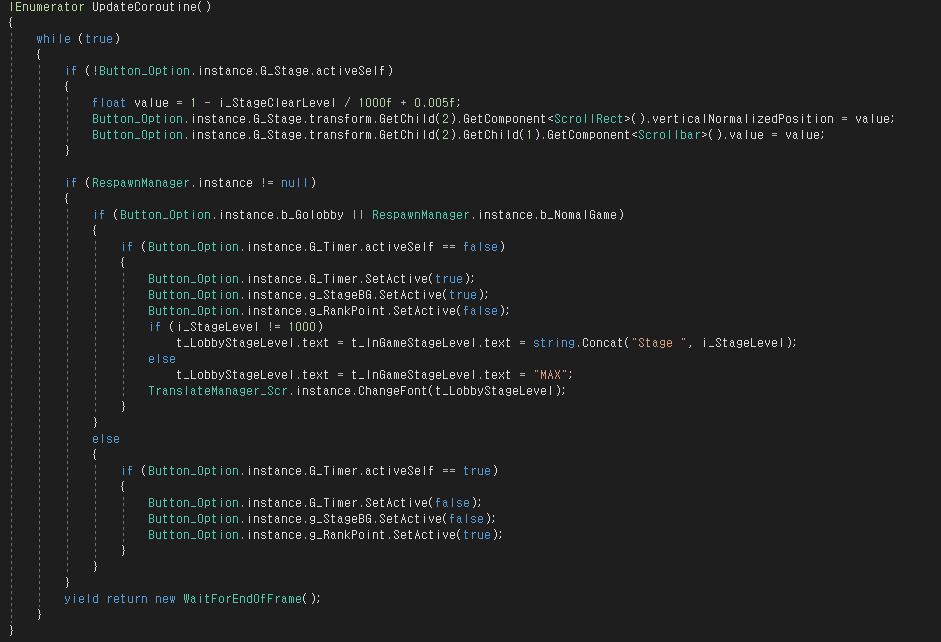 IEnumerator UpdateCoroutine()
{
    while (true)
    {
        if (!Button_Option.instance.G_Stage.activeSelf)
        {
            float value = 1 - i_StageClearLevel / 1000f + 0.005f;
            Button_Option.instance.G_Stage.transform.GetChild(2).GetComponent<ScrollRect>().verticalNormalizedPosition = value;
            Button_Option.instance.G_Stage.transform.GetChild(2).GetChild(1).GetComponent<Scrollbar>().value = value;
        }

        if (RespawnManager.instance != null)
        {
            if (Button_Option.instance.b_Golobby || RespawnManager.instance.b_NomalGame)
            {
                if (Button_Option.instance.G_Timer.activeSelf == false)
                {
                    Button_Option.instance.G_Timer.SetActive(true);
                    Button_Option.instance.g_StageBG.SetActive(true);
                    Button_Option.instance.g_RankPoint.SetActive(false);
                    if (i_StageLevel != 1000)
                        t_LobbyStageLevel.text = t_InGameStageLevel.text = string.Concat("Stage ", i_StageLevel);
                    else
                        t_LobbyStageLevel.text = t_InGameStageLevel.text = "MAX";
                    TranslateManager_Scr.instance.ChangeFont(t_LobbyStageLevel);
                }
            }
            else
            {
                if (Button_Option.instance.G_Timer.activeSelf == true)
                {
                    Button_Option.instance.G_Timer.SetActive(false);
                    Button_Option.instance.g_StageBG.SetActive(false);
                    Button_Option.instance.g_RankPoint.SetActive(true);
                }
            }
        }
        yield return new WaitForEndOfFrame();
    }
}